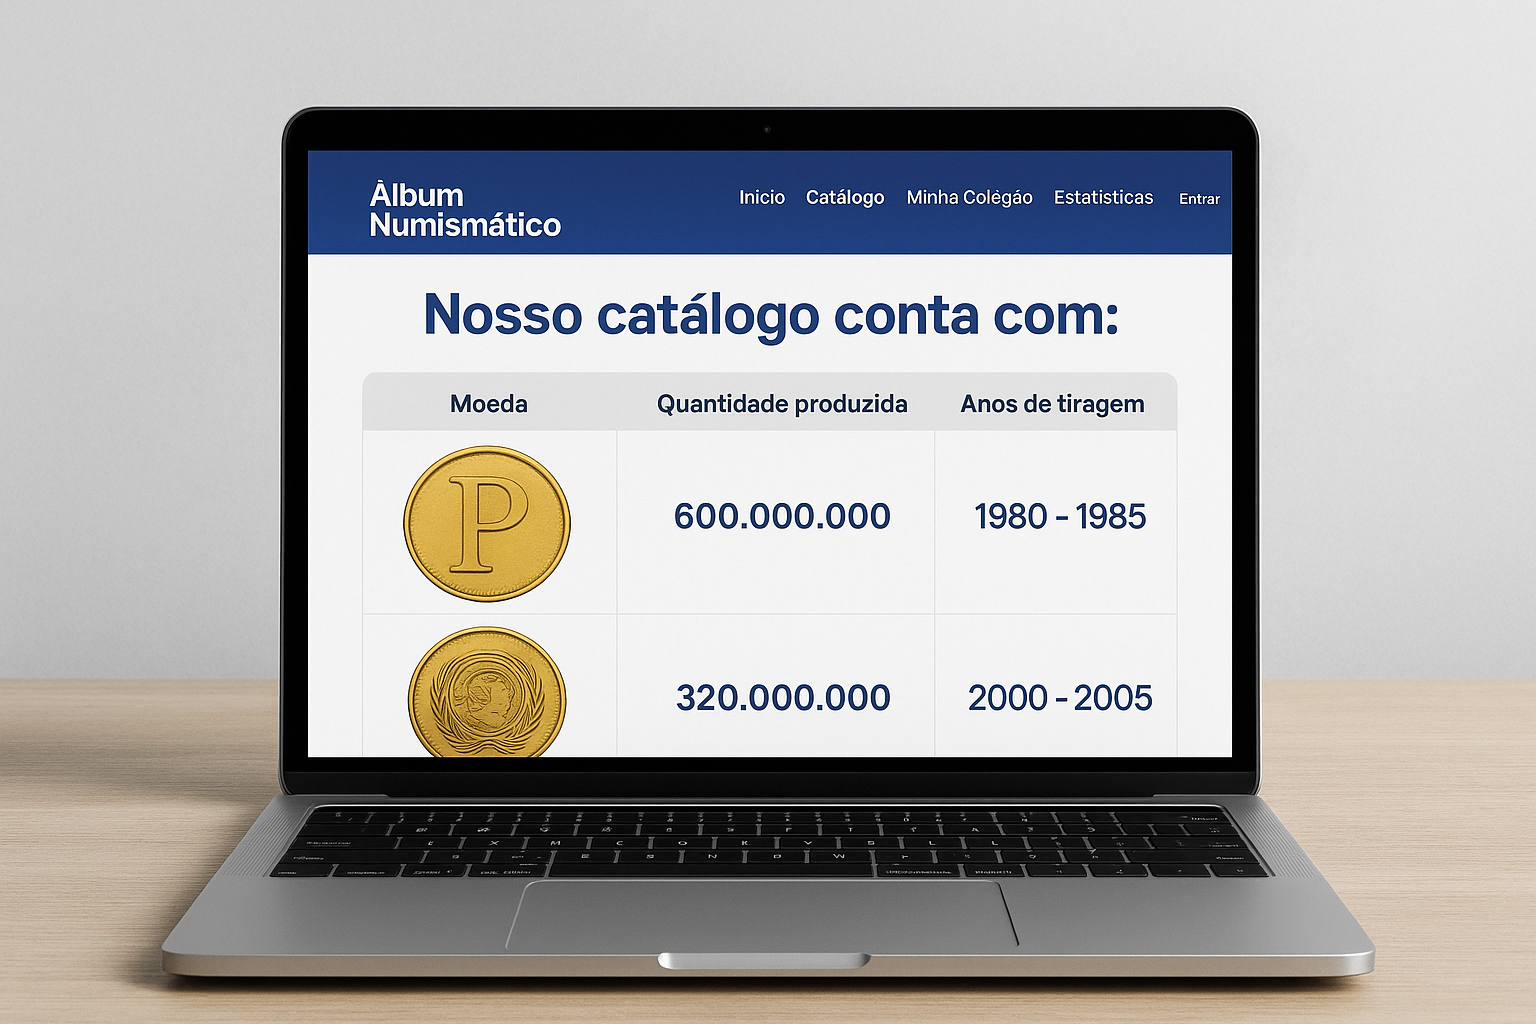 Àlbum
Numismático
Inicio Catálogo Minha Colègáo Estatisticas Entrar
Nosso catálogo conta com:
Moeda Quantidade produzida Anos de tiragem
P
600.000.000 1980 - 1985
320.000.000 2000 - 2005